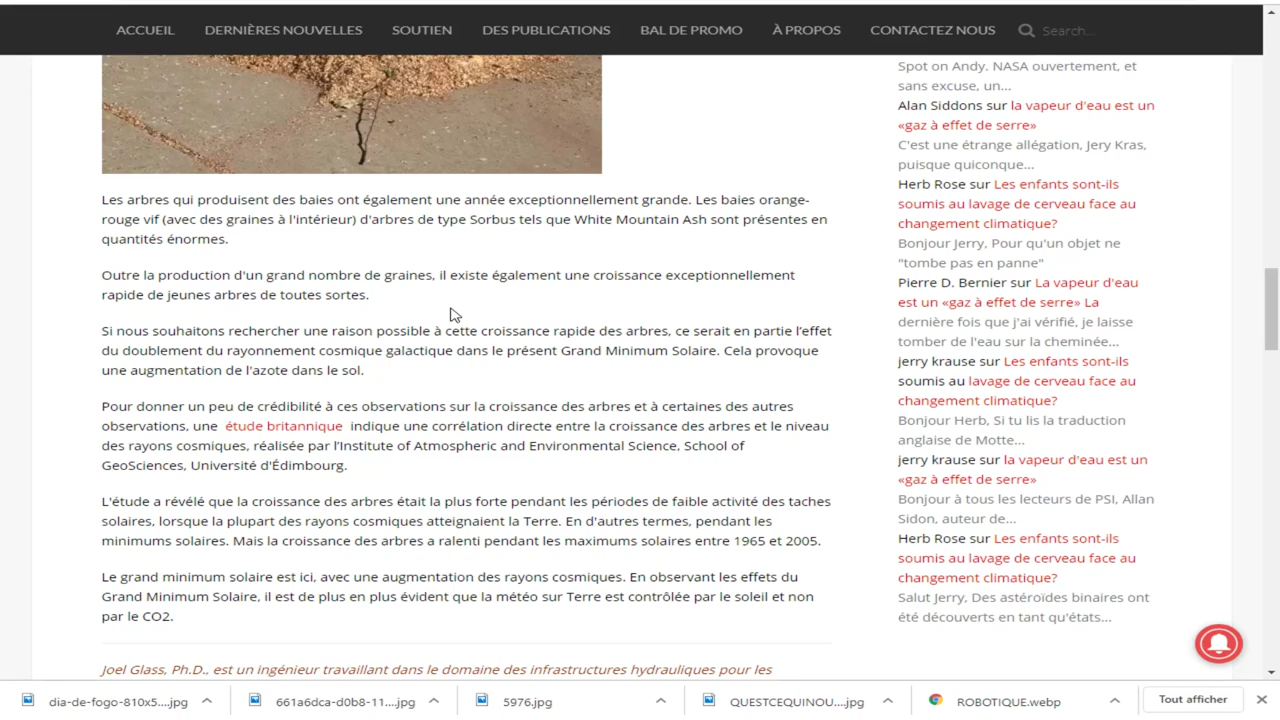 ACCUEIL DERNIÈRES NOUVELLES SOUTIEN DES PUBLICATIONS BAL DE PROMO À PROPOS CONTACTEZ NOUS Search...
Les arbres qui produisent des baies ont également une année exceptionnellement grande. Les baies orange-
rouge vif (avec des graines à l'intérieur) d'arbres de type Sorbus tels que White Mountain Ash sont présentes en
quantités énormes.
Outre la production d'un grand nombre de graines, il existe également une croissance exceptionnellement
rapide de jeunes arbres de toutes sortes.
Si nous souhaitons rechercher une raison possible à cette croissance rapide des arbres, ce serait en partie l’effet
du doublement du rayonnement cosmique galactique dans le présent Grand Minimum Solaire. Cela provoque
une augmentation de l'azote dans le sol.
Pour donner un peu de crédibilité à ces observations sur la croissance des arbres et à certaines des autres
observations, une étude britannique indique une corrélation directe entre la croissance des arbres et le niveau
des rayons cosmiques, réalisée par l’Institute of Atmospheric and Environmental Science, School of
GeoSciences, Université d'Édimbourg.
L'étude a révélé que la croissance des arbres était la plus forte pendant les périodes de faible activité des taches
solaires, lorsque la plupart des rayons cosmiques atteignaient la Terre. En d'autres termes, pendant les
minimums solaires. Mais la croissance des arbres a ralenti pendant les maximums solaires entre 1965 et 2005.
Le grand minimum solaire est ici, avec une augmentation des rayons cosmiques. En observant les effets du
Grand Minimum Solaire, il est de plus en plus évident que la météo sur Terre est contrôlée par le soleil et non
par le CO2.
Joel Glass, Ph.D., est un ingénieur travaillant dans le domaine des infrastructures hydrauliques pour les
Spot on Andy. NASA ouvertement, et
sans excuse, un...
Alan Siddons sur la vapeur d'eau est un
«gaz à effet de serre»
C'est une étrange allégation, Jery Kras,
puisque quiconque...
Herb Rose sur Les enfants sont-ils
soumis au lavage de cerveau face au
changement climatique?
Bonjour Jerry, Pour qu'un objet ne
"tombe pas en panne"
Pierre D. Bernier sur La vapeur d'eau
est un «gaz à effet de serre» La
dernière fois que j'ai vérifié, je laisse
tomber de l'eau sur la cheminée...
jerry krause sur Les enfants sont-ils
soumis au lavage de cerveau face au
changement climatique?
Bonjour Herb, Si tu lis la traduction
anglaise de Motte...
jerry krause sur la vapeur d'eau est un
«gaz à effet de serre»
Bonjour à tous les lecteurs de PSI, Allan
Sidon, auteur de...
Herb Rose sur Les enfants sont-ils
soumis au lavage de cerveau face au
changement climatique?
Salut Jerry, Des astéroïdes binaires ont
été découverts en tant qu'états...
dia-de-fogo-810x5....jpg 661a6dca-d0b8-11....jpg 5976.jpg QUESTCEQUINOU....jpg ROBOTIQUE.webp Tout afficher